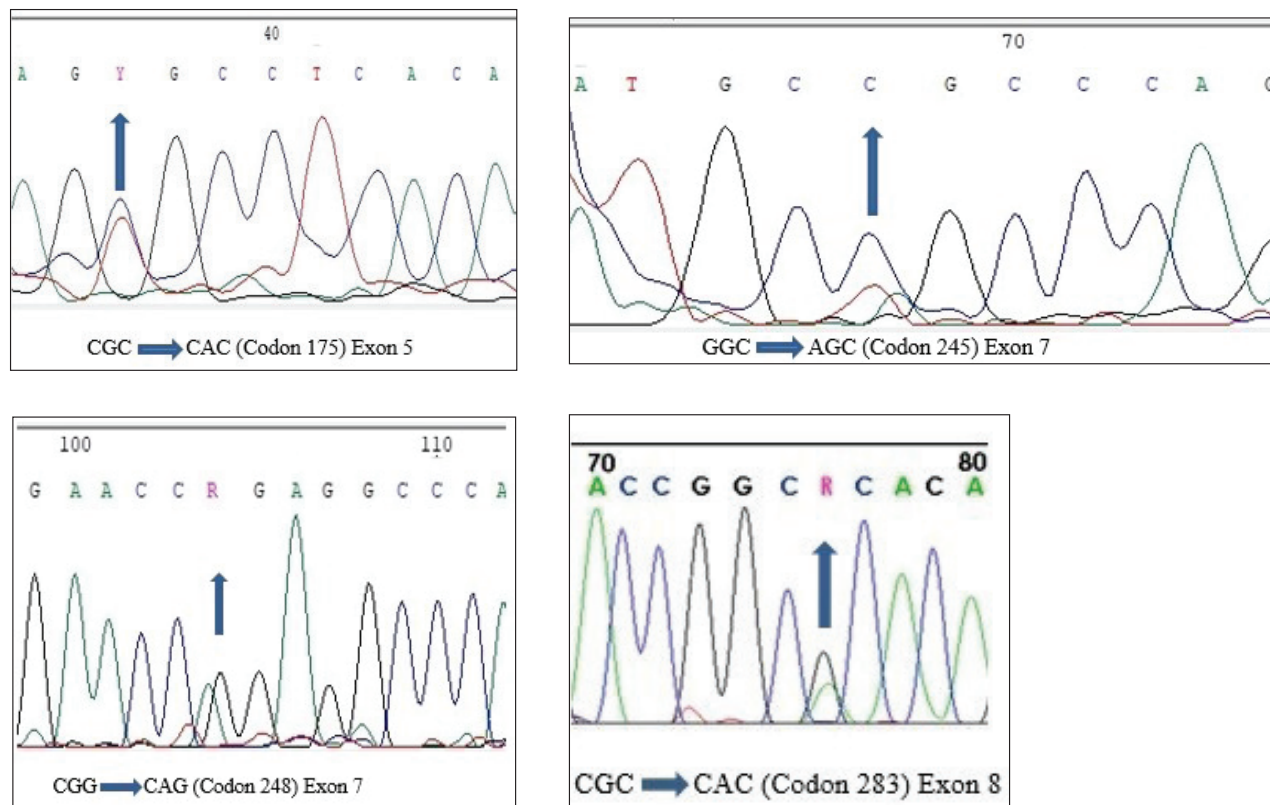 40
A G Y G C C T C A C A
CGC → CAC (Codon 175) Exon 5
70
A T G C C G C C C A
GGC → AGC (Codon 245) Exon 7
100 110
G A A C C R G A G G C C C A
CGG → CAG (Codon 248) Exon 7
70 80
A C C G G C R C A C A
CGC → CAC (Codon 283) Exon 8